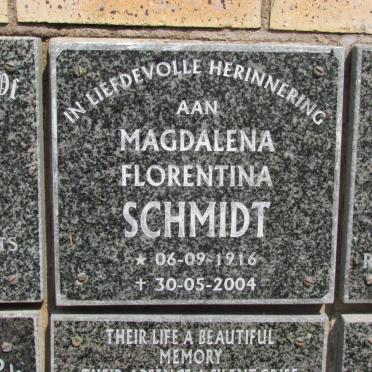 IN LIEFDEVOLLE HERINNERING
AAN
MAGDALENA
FLORENTINA
SCHMIDT
★ 06-09-1916
✝ 30-05-2004
THEIR LIFE A BEAUTIFUL
MEMORY